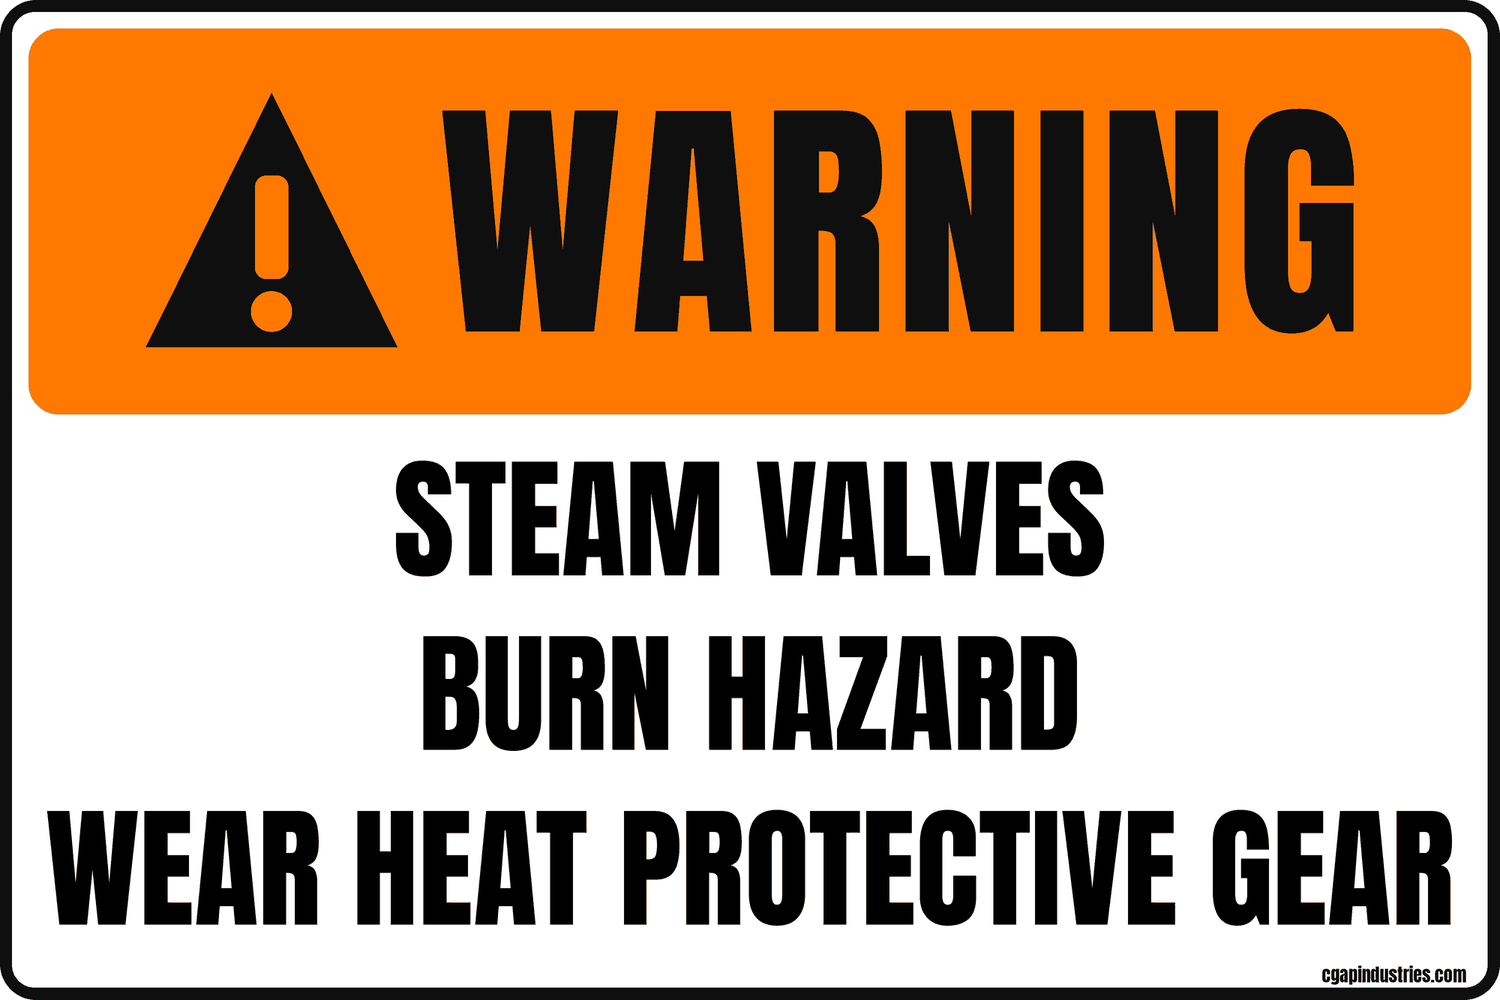 WARNING
STEAM VALVES
BURN HAZARD
WEAR HEAT PROTECTIVE GEAR
cgapindustries.com